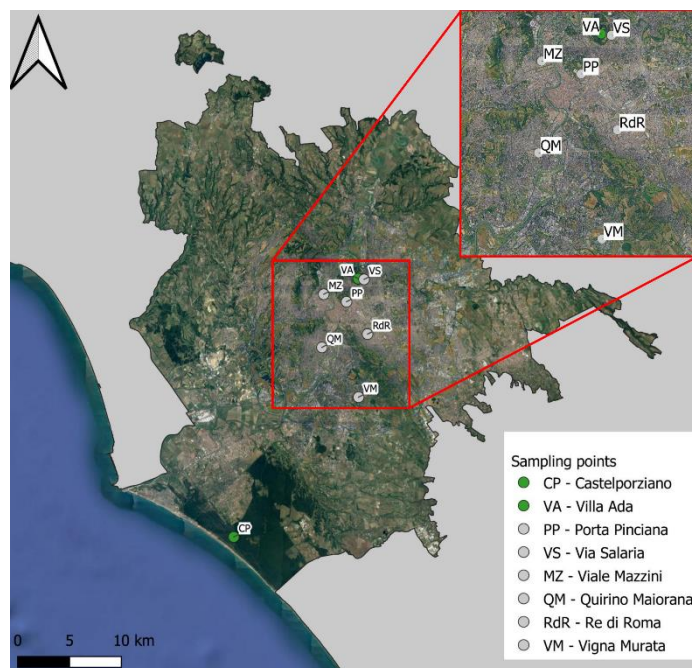 VA VS
MZ
PP
RdR
QM
VM
VA VS
MZ
PP
RdR
QM
VM
CP
Sampling points
CP - Castelporziano
VA - Villa Ada
PP - Porta Pinciana
VS - Via Salaria
MZ - Viale Mazzini
QM - Quirino Maiorana
RdR - Re di Roma
VM - Vigna Murata
0 5 10 km